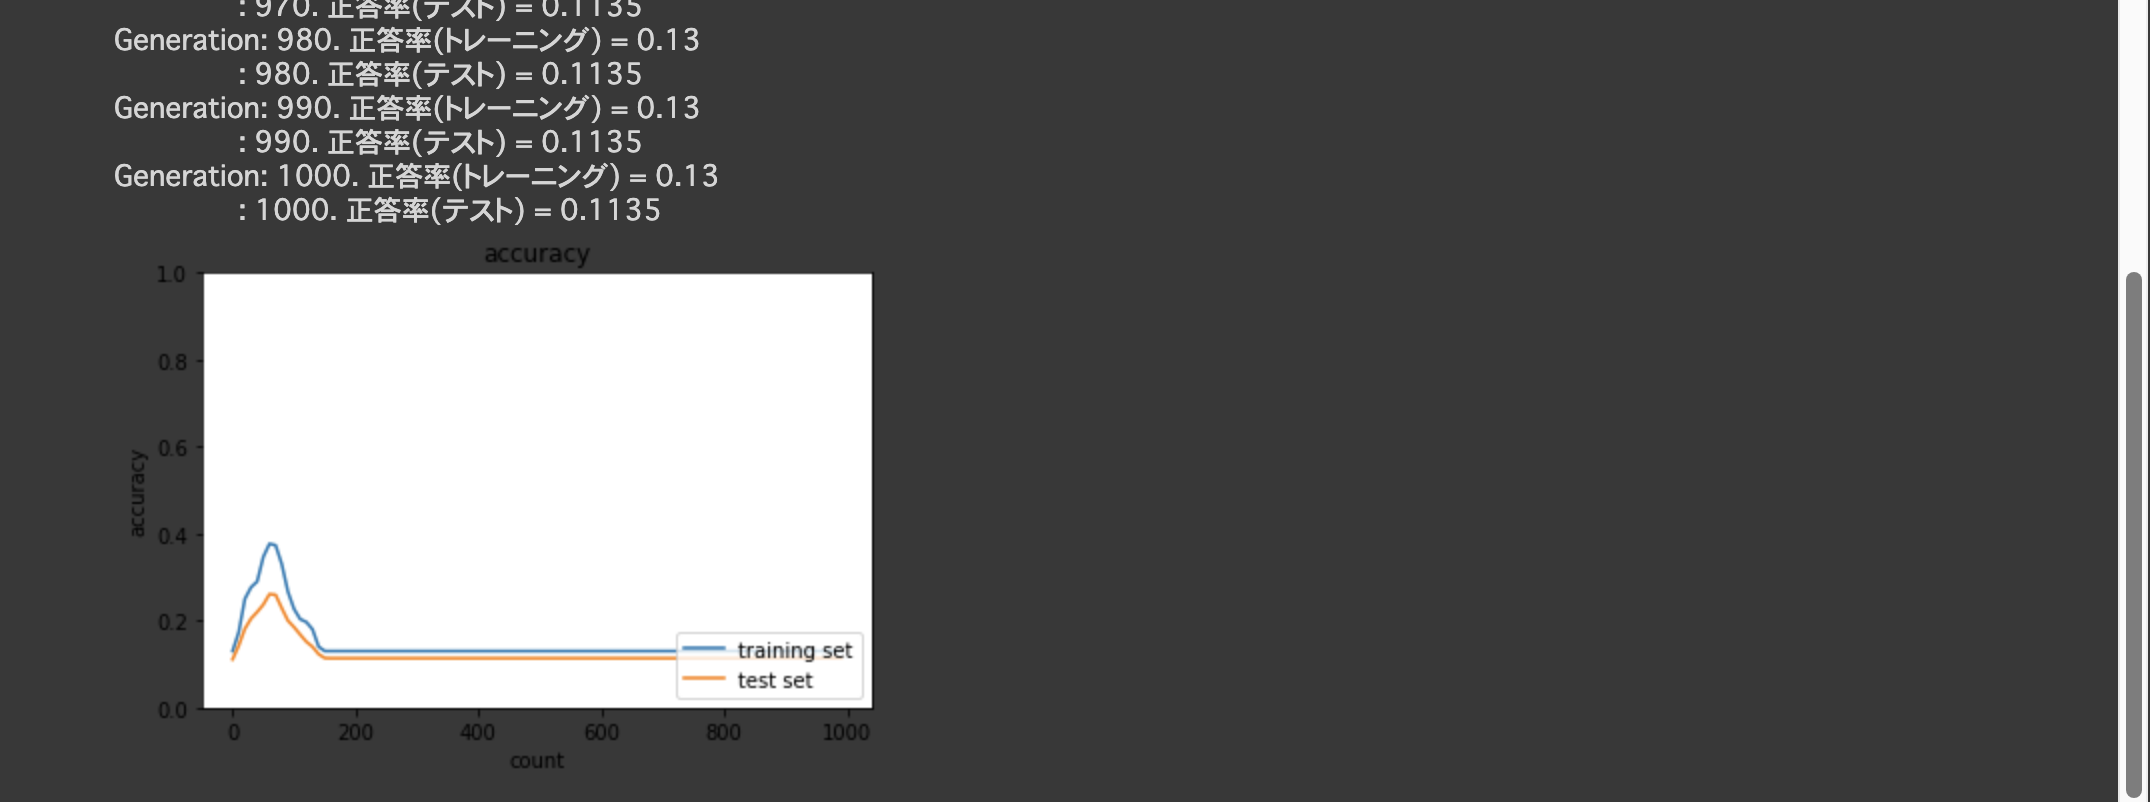 : 970. 正答率(テスト) = 0.1135
Generation: 980. 正答率(トレーニング) = 0.13
: 980. 正答率(テスト) = 0.1135
Generation: 990. 正答率(トレーニング) = 0.13
: 990. 正答率(テスト) = 0.1135
Generation: 1000. 正答率(トレーニング) = 0.13
: 1000. 正答率(テスト) = 0.1135
accuracy
1.0
0.8
0.6
0.4
0.2
0.0
accuracy
training set
test set
0 200 400 600 800 1000
count